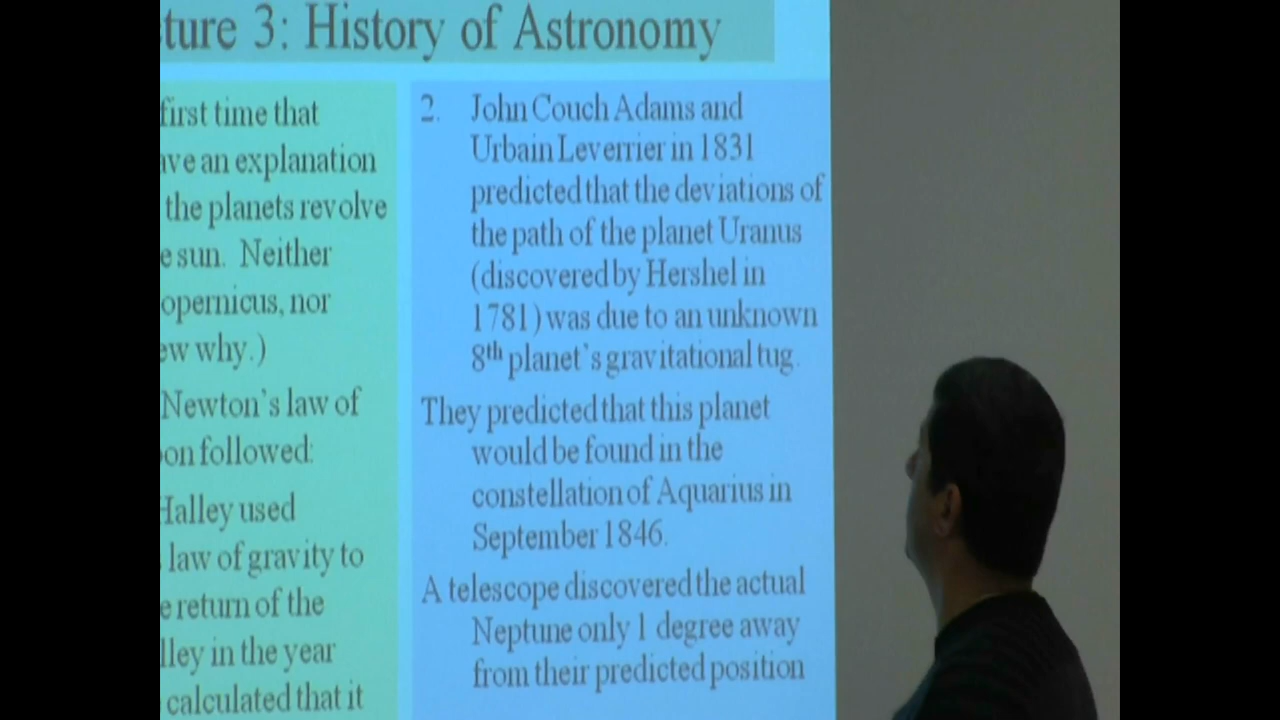 ture 3: History of Astronomy
first time that
ave an explanation
the planets revolve
e sun. Neither
opernicus, nor
ew why.)
Newton's law of
on followed:
Halley used
law of gravity to
e return of the
lley in the year
calculated that it
2. John Couch Adams and
Urbain Leverrier in 1831
predicted that the deviations of
the path of the planet Uranus
(discovered by Hershel in
1781) was due to an unknown
8th planet's gravitational tug.
They predicted that this planet
would be found in the
constellation of Aquarius in
September 1846.
A telescope discovered the actual
Neptune only 1 degree away
from their predicted position